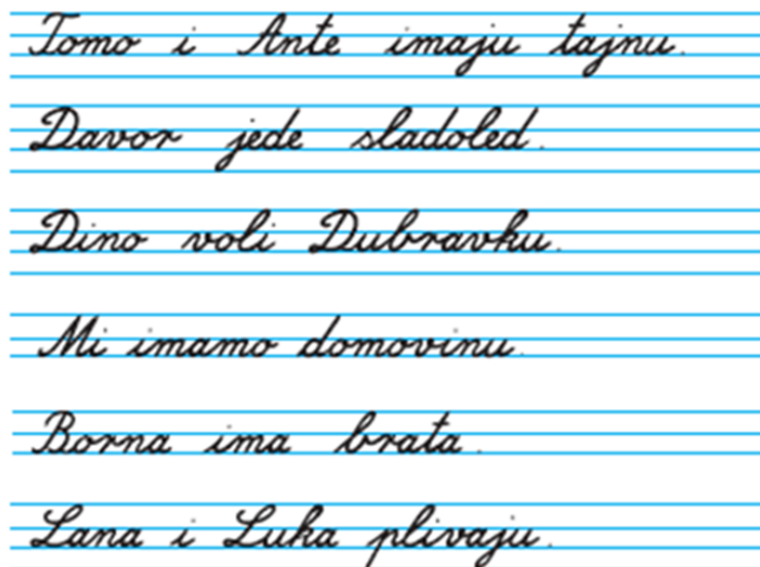 Tomo i Ante imaju tajnu.
Davor jede sladoled.
Dino voli Dubravku.
Mi imamo domovinu.
Borna ima brata.
Lana i Luka plivaju.